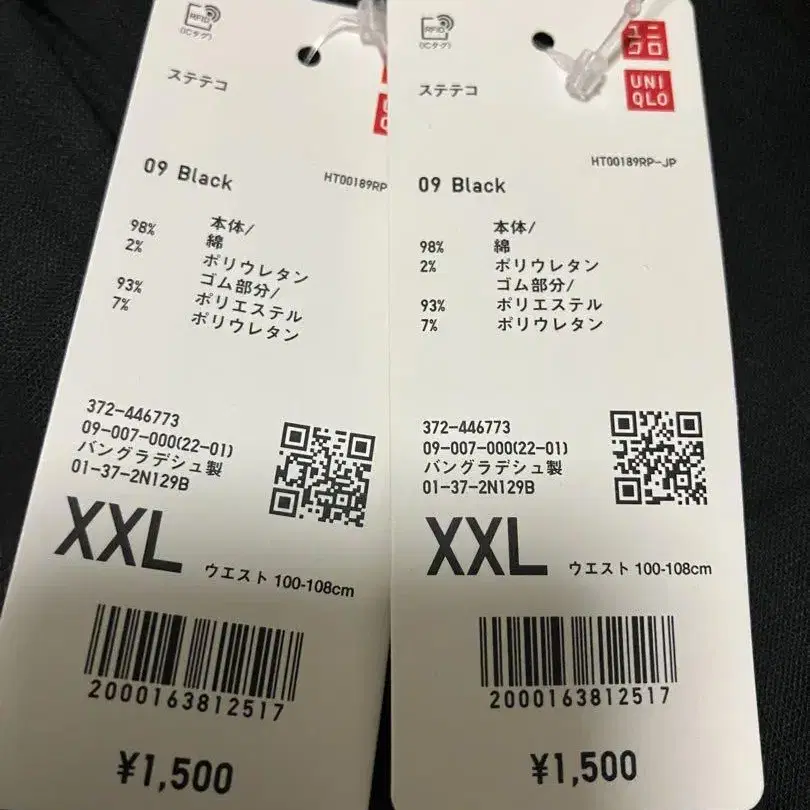 RFID
(ICタグ)
ステテコ
09 Black
HT00189RP
本体/
98% 綿
2% ポリウレタン
ゴム部分/
93% ポリエステル
7% ポリウレタン
372-446773
09-007-000(22-01)
バングラデシュ製
01-37-2N129B
XXL ウエスト 100-108cm
2000163812517
¥1,500
RFID
(ICタグ)
ユニ
クロ
UNI
QLO
ステテコ
HT00189RP-JP
09 Black
本体/
98% 綿
2% ポリウレタン
ゴム部分/
93% ポリエステル
7% ポリウレタン
372-446773
09-007-000(22-01)
バングラデシュ製
01-37-2N129B
XXL ウエスト 100-108cm
2000163812517
¥1,500